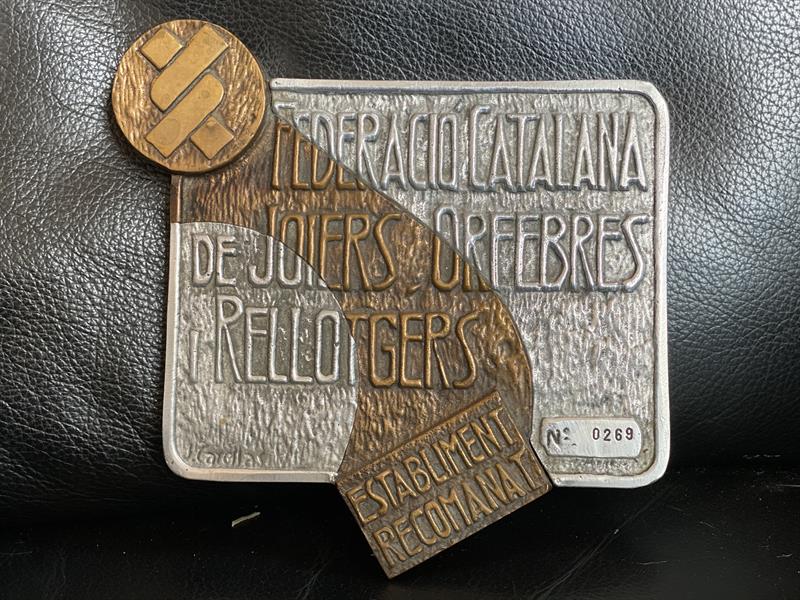 FEDERACIÓ CATALANA
DE JOIERS, ORFEBRES
I RELLOTGERS
ESTABLIMENT
RECOMANAT
Nº 0269